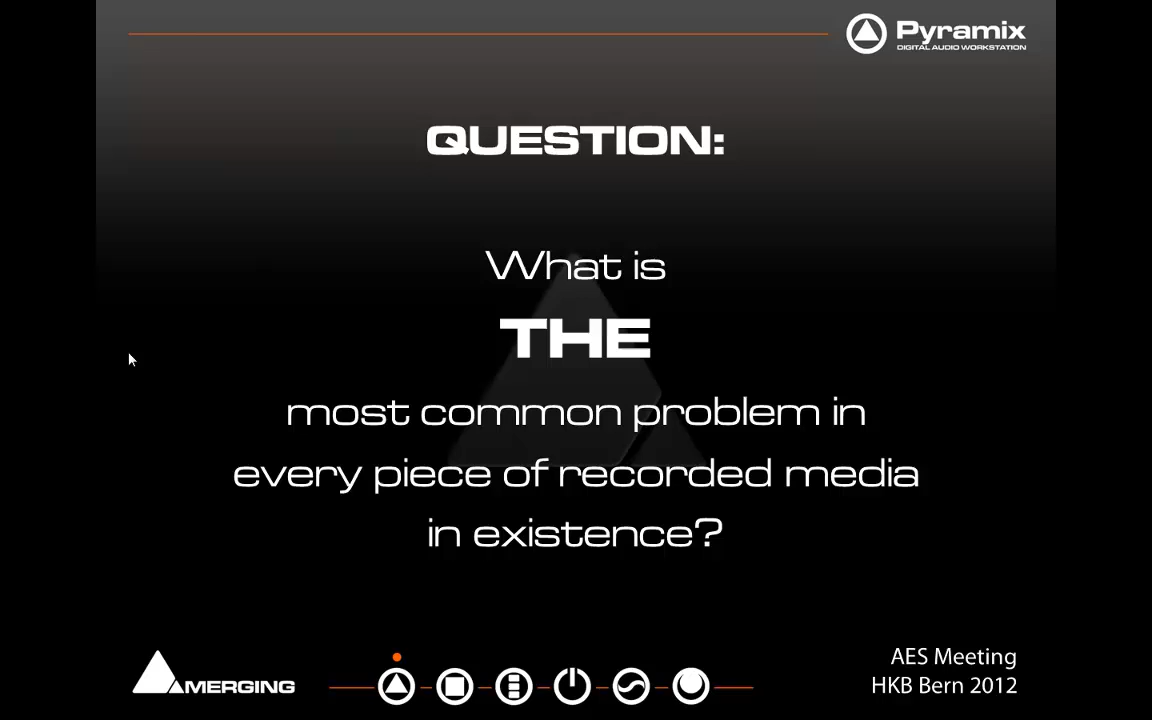 Pyramix
DIGITAL AUDIO WORKSTATION
QUESTION:
What is
THE
most common problem in
every piece of recorded media
in existence?
MERGING
AES Meeting
HKB Bern 2012